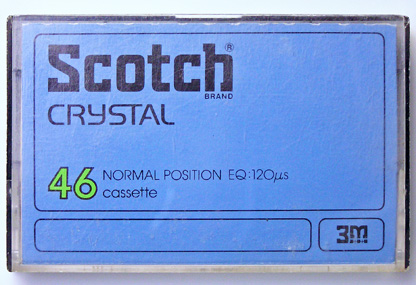 Scotch®
BRAND
CRYSTAL
46 NORMAL POSITION EQ:120µs
cassette
3M